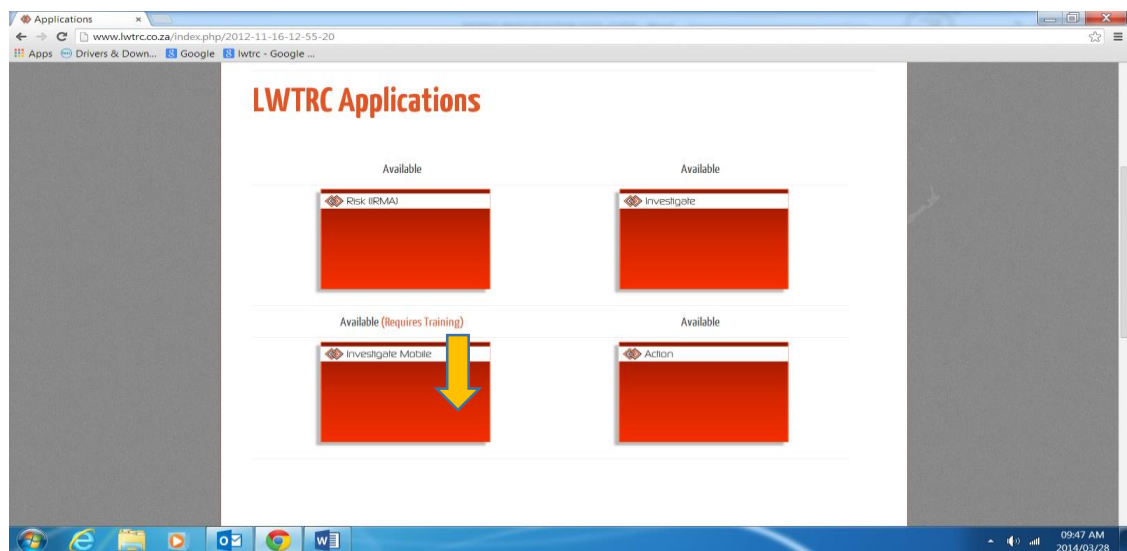 Applications
www.lwtrc.co.za/index.php/2012-11-16-12-55-20
Apps Drivers & Down... Google lwtrc - Google ...
LWTRC Applications
Available Available
Risk (IRMA) Investigate
Available (Requires Training) Available
Investigate Mobile Action
09:47 AM
2014/03/28